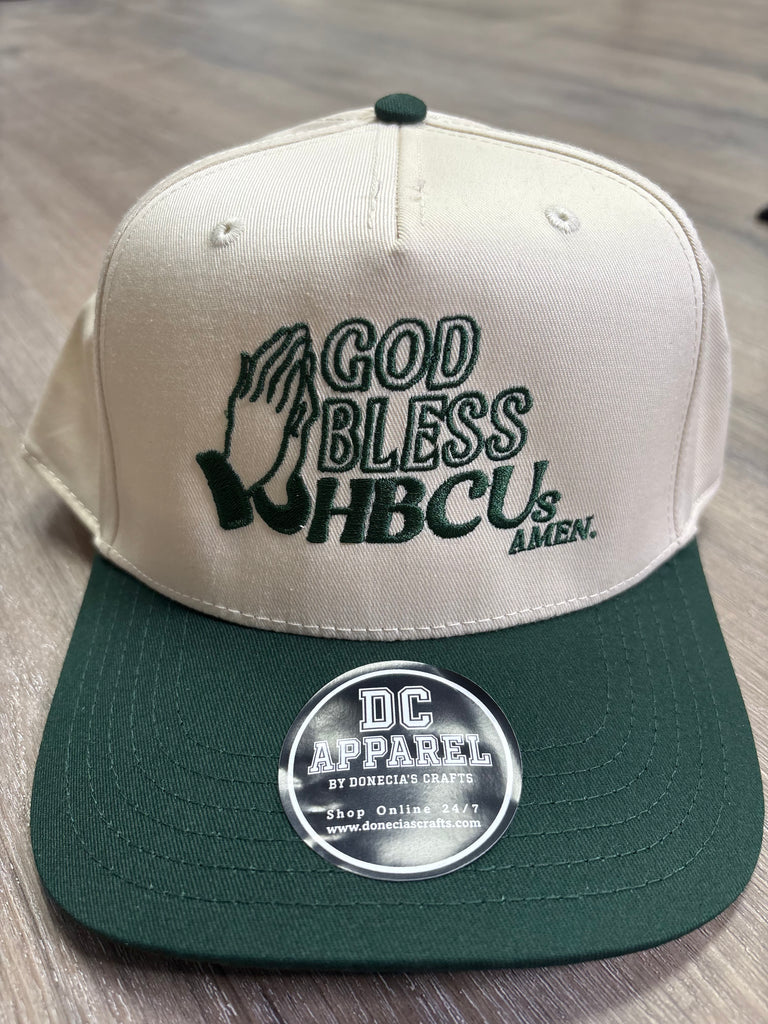 GOD
BLESS
HBCUs
AMEN.
DC
APPAREL
BY DONECIA'S CRAFTS
Shop Online 24/7
www.doneciascrafts.com